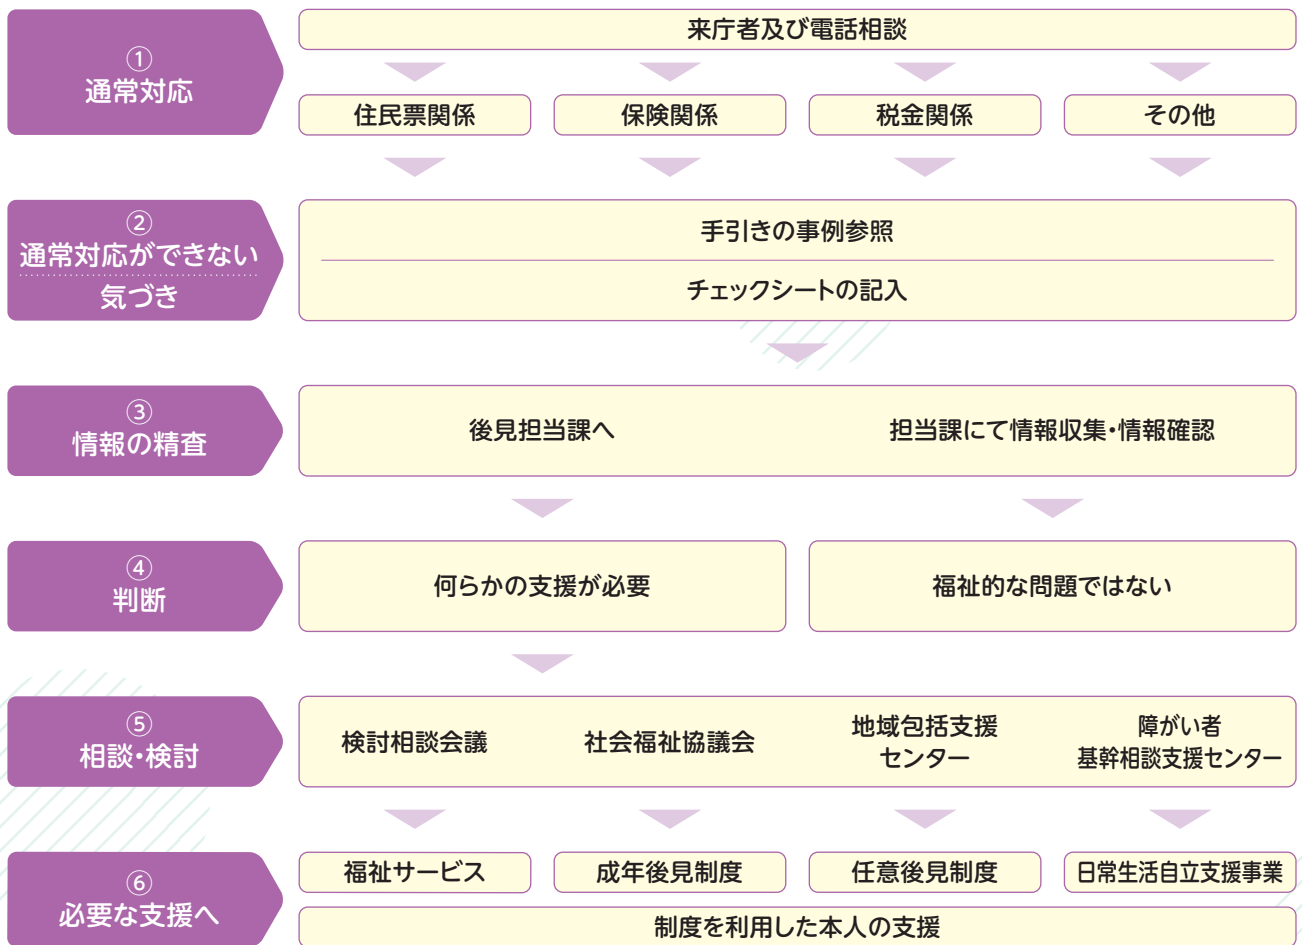 ①
通常対応
来庁者及び電話相談
住民票関係
保険関係
税金関係
その他
②
通常対応ができない
気づき
手引きの事例参照
チェックシートの記入
③
情報の精査
後見担当課へ
担当課にて情報収集・情報確認
④
判断
何らかの支援が必要
福祉的な問題ではない
⑤
相談・検討
検討相談会議
社会福祉協議会
地域包括支援
センター
障がい者
基幹相談支援センター
⑥
必要な支援へ
福祉サービス
成年後見制度
任意後見制度
日常生活自立支援事業
制度を利用した本人の支援